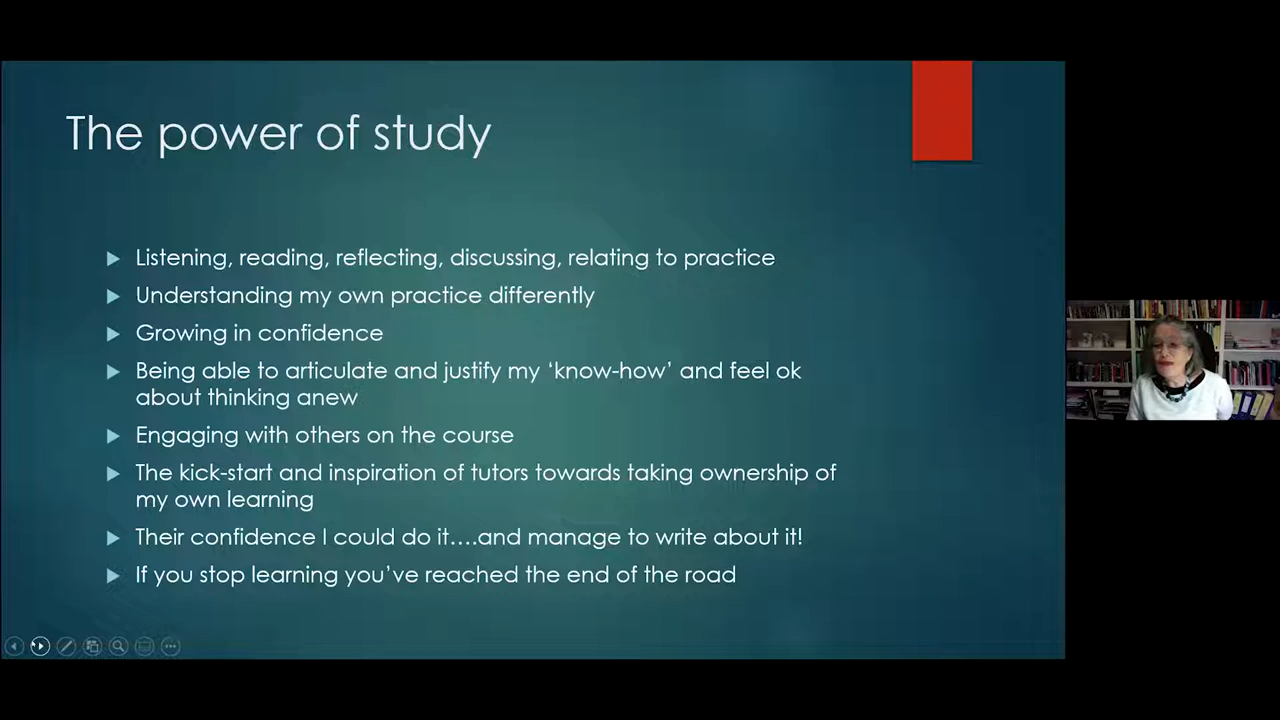 The power of study
Listening, reading, reflecting, discussing, relating to practice
Understanding my own practice differently
Growing in confidence
Being able to articulate and justify my ‘know-how’ and feel ok
about thinking anew
Engaging with others on the course
The kick-start and inspiration of tutors towards taking ownership of
my own learning
Their confidence I could do it….and manage to write about it!
If you stop learning you’ve reached the end of the road